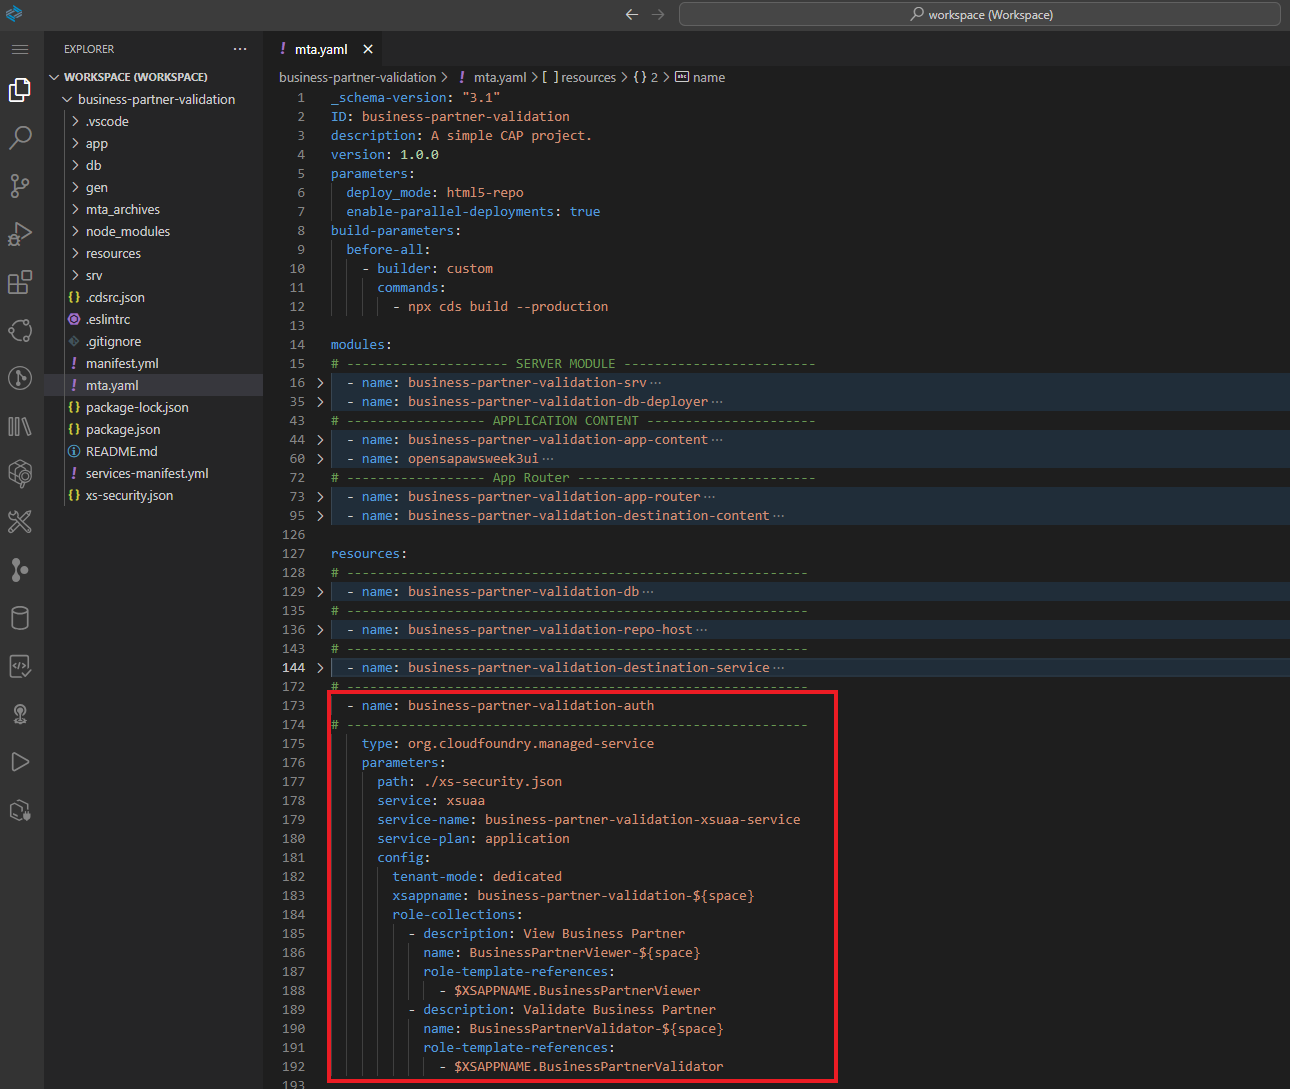 workspace (Workspace)
EXPLORER
WORKSPACE (WORKSPACE)
business-partner-validation
.vscode
app
db
gen
mta_archives
node_modules
resources
srv
{} .cdsrc.json
.eslintrc
.gitignore
! manifest.yml
! mta.yaml
{} package-lock.json
{} package.json
README.md
! services-manifest.yml
{} xs-security.json
! mta.yaml
business-partner-validation > ! mta.yaml > [ ] resources > {} 2 > abc name
1 _schema-version: "3.1"
2 ID: business-partner-validation
3 description: A simple CAP project.
4 version: 1.0.0
5 parameters:
6 deploy_mode: html5-repo
7 enable-parallel-deployments: true
8 build-parameters:
9 before-all:
10 - builder: custom
11 commands:
12 - npx cds build --production
13
14 modules:
15 # --------------------- SERVER MODULE -------------------------
16 - name: business-partner-validation-srv ···
35 - name: business-partner-validation-db-deployer ···
43 # ------------------ APPLICATION CONTENT ----------------------
44 - name: business-partner-validation-app-content ···
60 - name: opensapawsweek3ui ···
72 # ------------------ App Router -------------------------------
73 - name: business-partner-validation-app-router ···
95 - name: business-partner-validation-destination-content ···
126
127 resources:
128 # ------------------------------------------------------------
129 - name: business-partner-validation-db ···
135 # ------------------------------------------------------------
136 - name: business-partner-validation-repo-host ···
143 # ------------------------------------------------------------
144 - name: business-partner-validation-destination-service ···
172 # ------------------------------------------------------------
173 - name: business-partner-validation-auth
174 # ------------------------------------------------------------
175 type: org.cloudfoundry.managed-service
176 parameters:
177 path: ./xs-security.json
178 service: xsuaa
179 service-name: business-partner-validation-xsuaa-service
180 service-plan: application
181 config:
182 tenant-mode: dedicated
183 xsappname: business-partner-validation-${space}
184 role-collections:
185 - description: View Business Partner
186 name: BusinessPartnerViewer-${space}
187 role-template-references:
188 - $XSAPPNAME.BusinessPartnerViewer
189 - description: Validate Business Partner
190 name: BusinessPartnerValidator-${space}
191 role-template-references:
192 - $XSAPPNAME.BusinessPartnerValidator
193